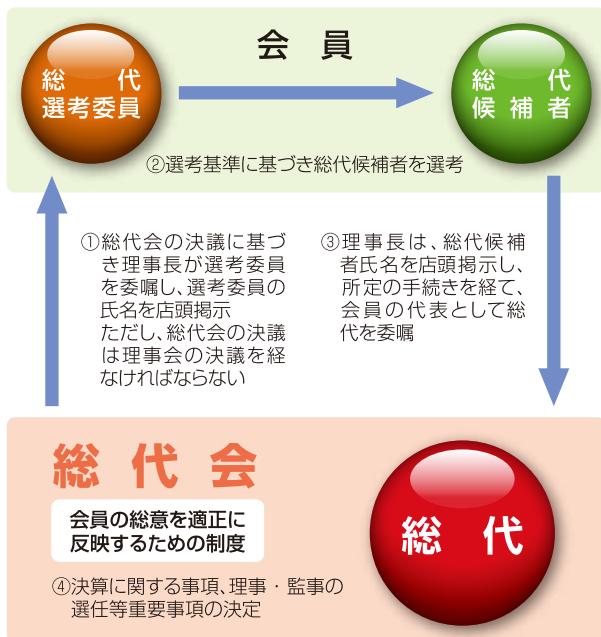 会 員
総 代
選考委員
総 代
候 補 者
②選考基準に基づき総代候補者を選考
①総代会の決議に基づ
き理事長が選考委員
を委嘱し、選考委員の
氏名を店頭掲示
ただし、総代会の決議
は理事会の決議を経
なければならない
③理事長は、総代候補
者氏名を店頭掲示し、
所定の手続きを経て、
会員の代表として総
代を委嘱
総 代 会
会員の総意を適正に
反映するための制度
④決算に関する事項、理事・監事の
選任等重要事項の決定
総 代